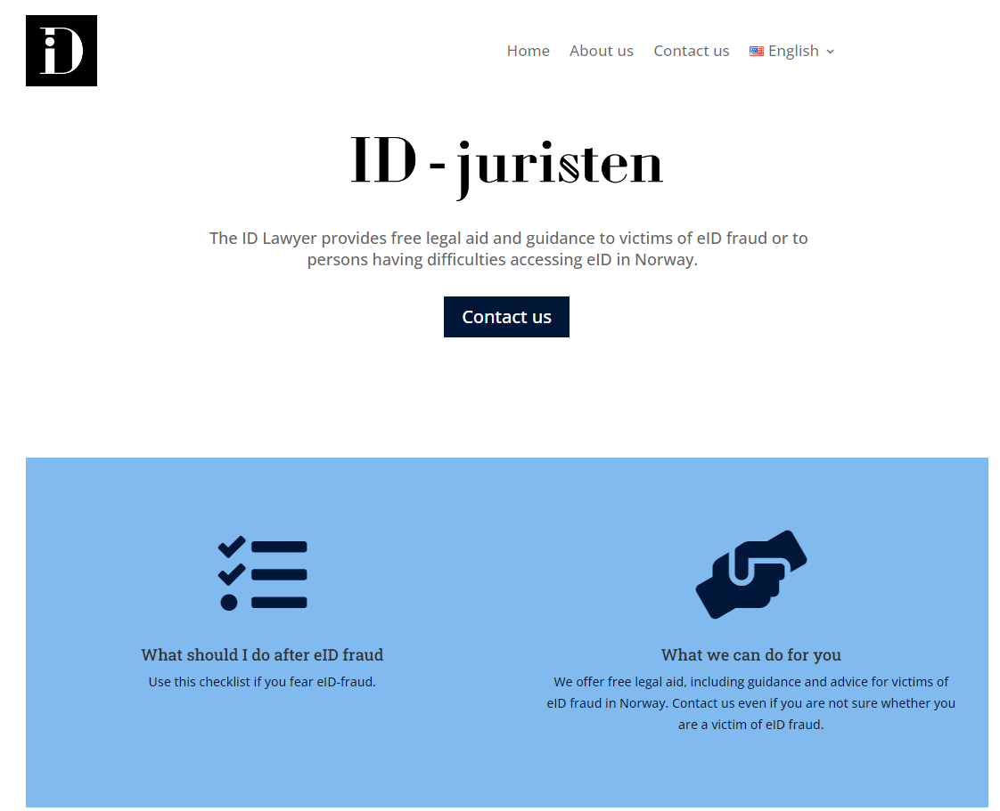 iD
Home About us Contact us English
ID - juristen
The ID Lawyer provides free legal aid and guidance to victims of eID fraud or to
persons having difficulties accessing eID in Norway.
Contact us
What should I do after eID fraud
Use this checklist if you fear eID-fraud.
What we can do for you
We offer free legal aid, including guidance and advice for victims of
eID fraud in Norway. Contact us even if you are not sure whether you
are a victim of eID fraud.